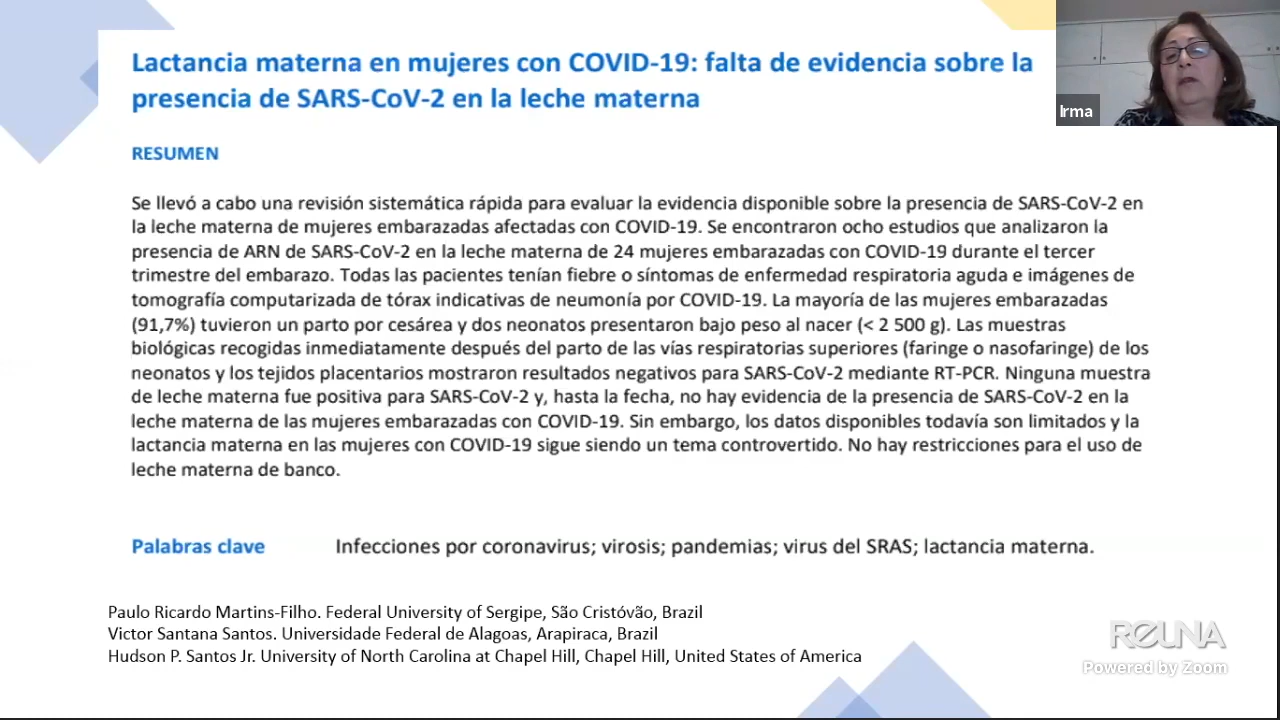 Lactancia materna en mujeres con COVID-19: falta de evidencia sobre la
presencia de SARS-CoV-2 en la leche materna
Irma
RESUMEN
Se llevó a cabo una revisión sistemática rápida para evaluar la evidencia disponible sobre la presencia de SARS-CoV-2 en
la leche materna de mujeres embarazadas afectadas con COVID-19. Se encontraron ocho estudios que analizaron la
presencia de ARN de SARS-CoV-2 en la leche materna de 24 mujeres embarazadas con COVID-19 durante el tercer
trimestre del embarazo. Todas las pacientes tenían fiebre o síntomas de enfermedad respiratoria aguda e imágenes de
tomografía computarizada de tórax indicativas de neumonía por COVID-19. La mayoría de las mujeres embarazadas
(91,7%) tuvieron un parto por cesárea y dos neonatos presentaron bajo peso al nacer (< 2 500 g). Las muestras
biológicas recogidas inmediatamente después del parto de las vías respiratorias superiores (faringe o nasofaringe) de los
neonatos y los tejidos placentarios mostraron resultados negativos para SARS-CoV-2 mediante RT-PCR. Ninguna muestra
de leche materna fue positiva para SARS-CoV-2 y, hasta la fecha, no hay evidencia de la presencia de SARS-CoV-2 en la
leche materna de las mujeres embarazadas con COVID-19. Sin embargo, los datos disponibles todavía son limitados y la
lactancia materna en las mujeres con COVID-19 sigue siendo un tema controvertido. No hay restricciones para el uso de
leche materna de banco.
Palabras clave Infecciones por coronavirus; virosis; pandemias; virus del SRAS; lactancia materna.
Paulo Ricardo Martins-Filho. Federal University of Sergipe, São Cristóvão, Brazil
Victor Santana Santos. Universidade Federal de Alagoas, Arapiraca, Brazil
Hudson P. Santos Jr. University of North Carolina at Chapel Hill, Chapel Hill, United States of America
REUNA
Powered by Zoom